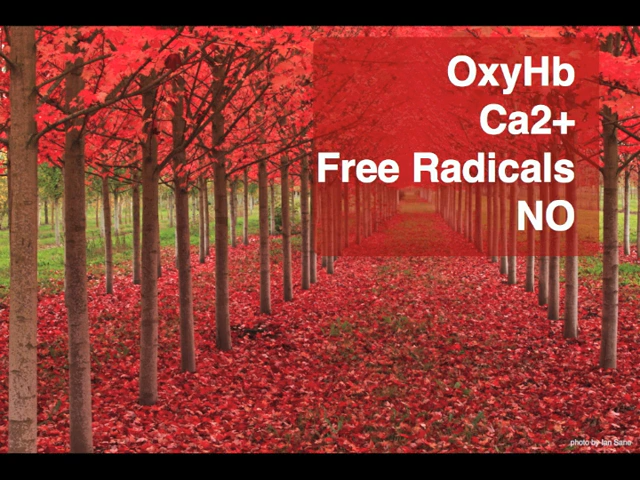 OxyHb
Ca2+
Free Radicals
NO
photo by Ian Sane